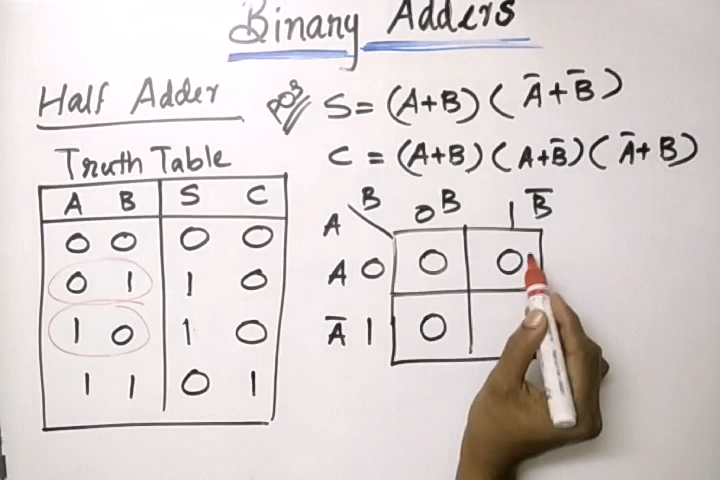 Binary Adders
Half Adder
POS
S = (A+B) (A̅+B̅)
C = (A+B) (A+B̅) (A̅+B)
Truth Table
A B S C
0 0 0 0
0 1 1 0
1 0 1 0
1 1 0 1
B 0 B 1 B̅
A
A 0 0 0
A̅ 1 0